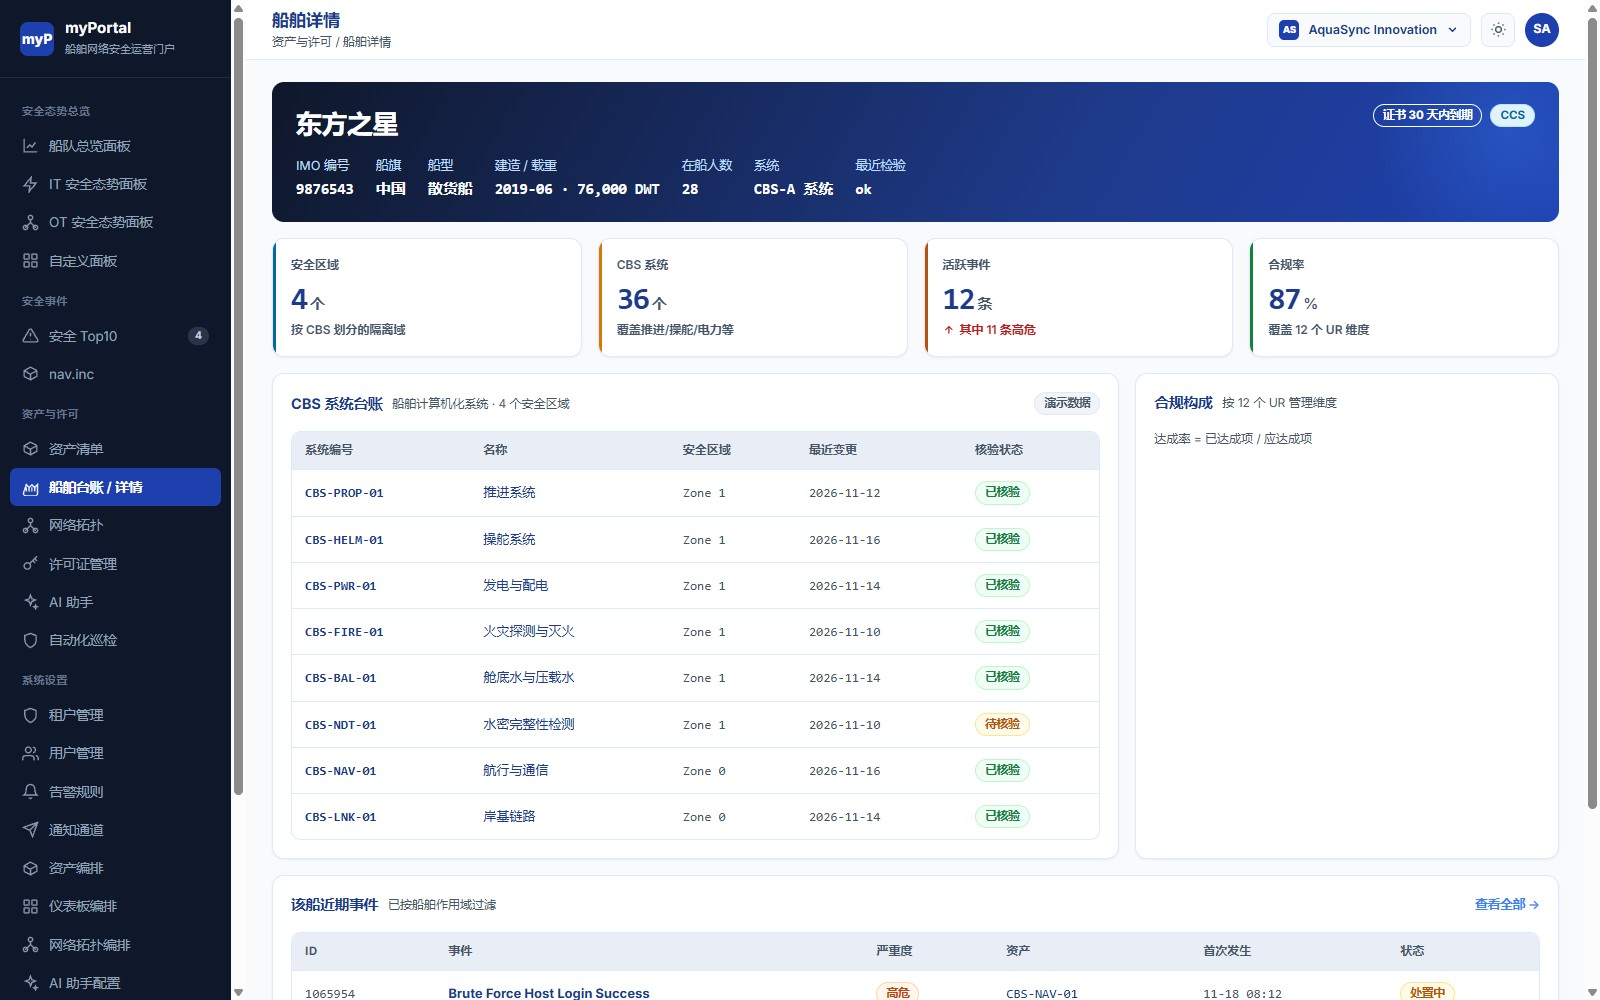 myP
myPortal
船舶网络安全运营门户
安全态势总览
船队总览面板
IT 安全态势面板
OT 安全态势面板
自定义面板
安全事件
安全 Top10
4
nav.inc
资产与许可
资产清单
船舶台账 / 详情
网络拓扑
许可证管理
AI 助手
自动化巡检
系统设置
租户管理
用户管理
告警规则
通知通道
资产编排
仪表板编排
网络拓扑编排
AI 助手配置
船舶详情
资产与许可 / 船舶详情
AS AquaSync Innovation
SA
东方之星
证书 30 天内到期
CCS
IMO 编号 船旗 船型 建造 / 载重 在船人数 系统 最近检验
9876543 中国 散货船 2019-06 · 76,000 DWT 28 CBS-A 系统 ok
安全区域
4个
按 CBS 划分的隔离域
CBS 系统
36个
覆盖推进/操舵/电力等
活跃事件
12条
↑ 其中 11 条高危
合规率
87%
覆盖 12 个 UR 维度
CBS 系统台账 船舶计算机化系统 · 4 个安全区域
演示数据
系统编号 名称 安全区域 最近变更 核验状态
CBS-PROP-01 推进系统 Zone 1 2026-11-12 已核验
CBS-HELM-01 操舵系统 Zone 1 2026-11-16 已核验
CBS-PWR-01 发电与配电 Zone 1 2026-11-14 已核验
CBS-FIRE-01 火灾探测与灭火 Zone 1 2026-11-10 已核验
CBS-BAL-01 舱底水与压载水 Zone 1 2026-11-14 已核验
CBS-NDT-01 水密完整性检测 Zone 1 2026-11-10 待核验
CBS-NAV-01 航行与通信 Zone 0 2026-11-16 已核验
CBS-LNK-01 岸基链路 Zone 0 2026-11-14 已核验
合规构成 按 12 个 UR 管理维度
达成率 = 已达成项 / 应达成项
该船近期事件 已按船舶作用域过滤
查看全部 →
ID 事件 严重度 资产 首次发生 状态
1065954 Brute Force Host Login Success 高危 CBS-NAV-01 11-18 08:12 处置中